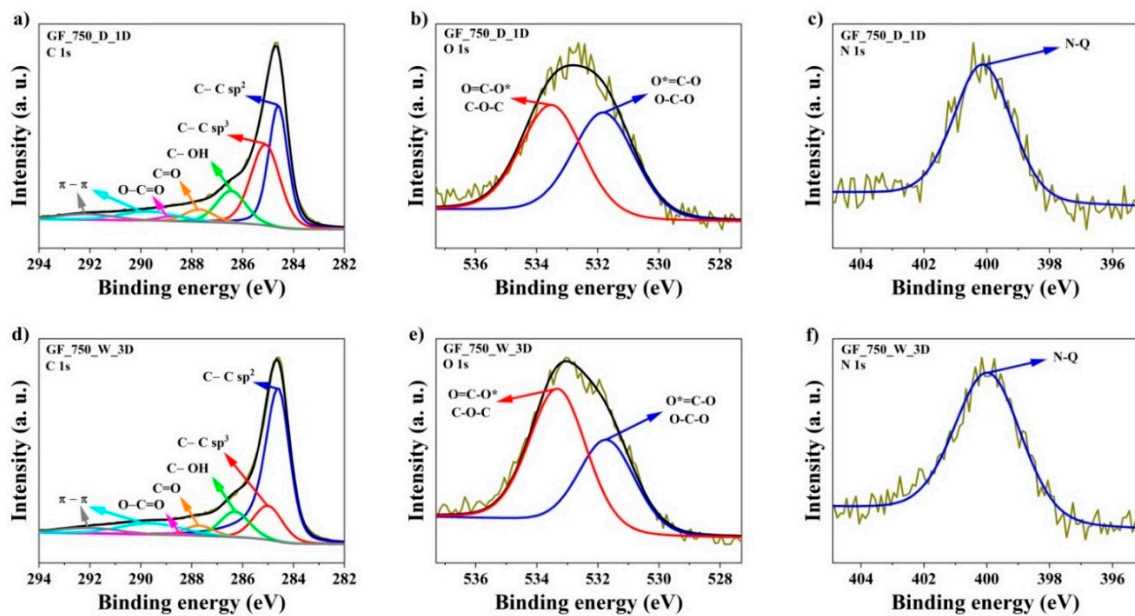 a)
GF_750_D_1D
C 1s
C– C sp²
C– C sp³
C– OH
C=O
O–C=O
π – π
Intensity (a. u.)
294 292 290 288 286 284 282
Binding energy (eV)
b)
GF_750_D_1D
O 1s
O=C-O*
C-O-C
O*=C-O
O-C-O
Intensity (a. u.)
536 534 532 530 528
Binding energy (eV)
c)
GF_750_D_1D
N 1s
N-Q
Intensity (a. u.)
404 402 400 398 396
Binding energy (eV)
d)
GF_750_W_3D
C 1s
C– C sp²
C– C sp³
C– OH
C=O
O–C=O
π – π
Intensity (a. u.)
294 292 290 288 286 284 282
Binding energy (eV)
e)
GF_750_W_3D
O 1s
O=C-O*
C-O-C
O*=C-O
O-C-O
Intensity (a. u.)
536 534 532 530 528
Binding energy (eV)
f)
GF_750_W_3D
N 1s
N-Q
Intensity (a. u.)
404 402 400 398 396
Binding energy (eV)